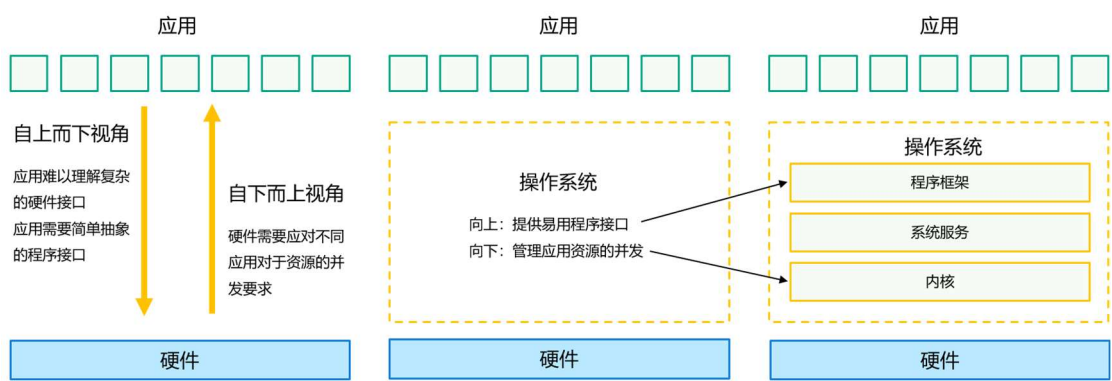 应用
自上而下视角
应用难以理解复杂
的硬件接口
应用需要简单抽象
的程序接口
自下而上视角
硬件需要应对不同
应用对于资源的并
发要求
硬件
应用
操作系统
向上：提供易用程序接口
向下：管理应用资源的并发
硬件
应用
操作系统
程序框架
系统服务
内核
硬件